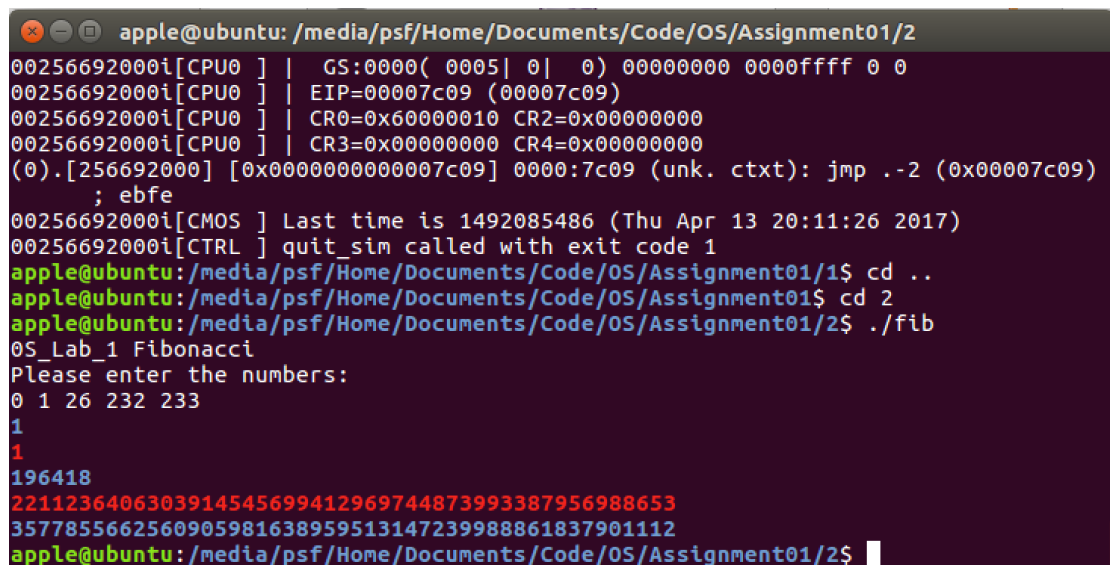 apple@ubuntu: /media/psf/Home/Documents/Code/OS/Assignment01/2
00256692000i[CPU0 ] |  GS:0000( 0005| 0|  0) 00000000 0000ffff 0 0
00256692000i[CPU0 ] | EIP=00007c09 (00007c09)
00256692000i[CPU0 ] | CR0=0x60000010 CR2=0x00000000
00256692000i[CPU0 ] | CR3=0x00000000 CR4=0x00000000
(0).[256692000] [0x0000000000007c09] 0000:7c09 (unk. ctxt): jmp .-2 (0x00007c09)
      ; ebfe
00256692000i[CMOS ] Last time is 1492085486 (Thu Apr 13 20:11:26 2017)
00256692000i[CTRL ] quit_sim called with exit code 1
apple@ubuntu:/media/psf/Home/Documents/Code/OS/Assignment01/1$ cd ..
apple@ubuntu:/media/psf/Home/Documents/Code/OS/Assignment01$ cd 2
apple@ubuntu:/media/psf/Home/Documents/Code/OS/Assignment01/2$ ./fib
0S_Lab_1 Fibonacci
Please enter the numbers:
0 1 26 232 233
1
1
196418
2211236406303914545699412969744873993387956988653
3577855662560905981638959513147239988861837901112
apple@ubuntu:/media/psf/Home/Documents/Code/OS/Assignment01/2$